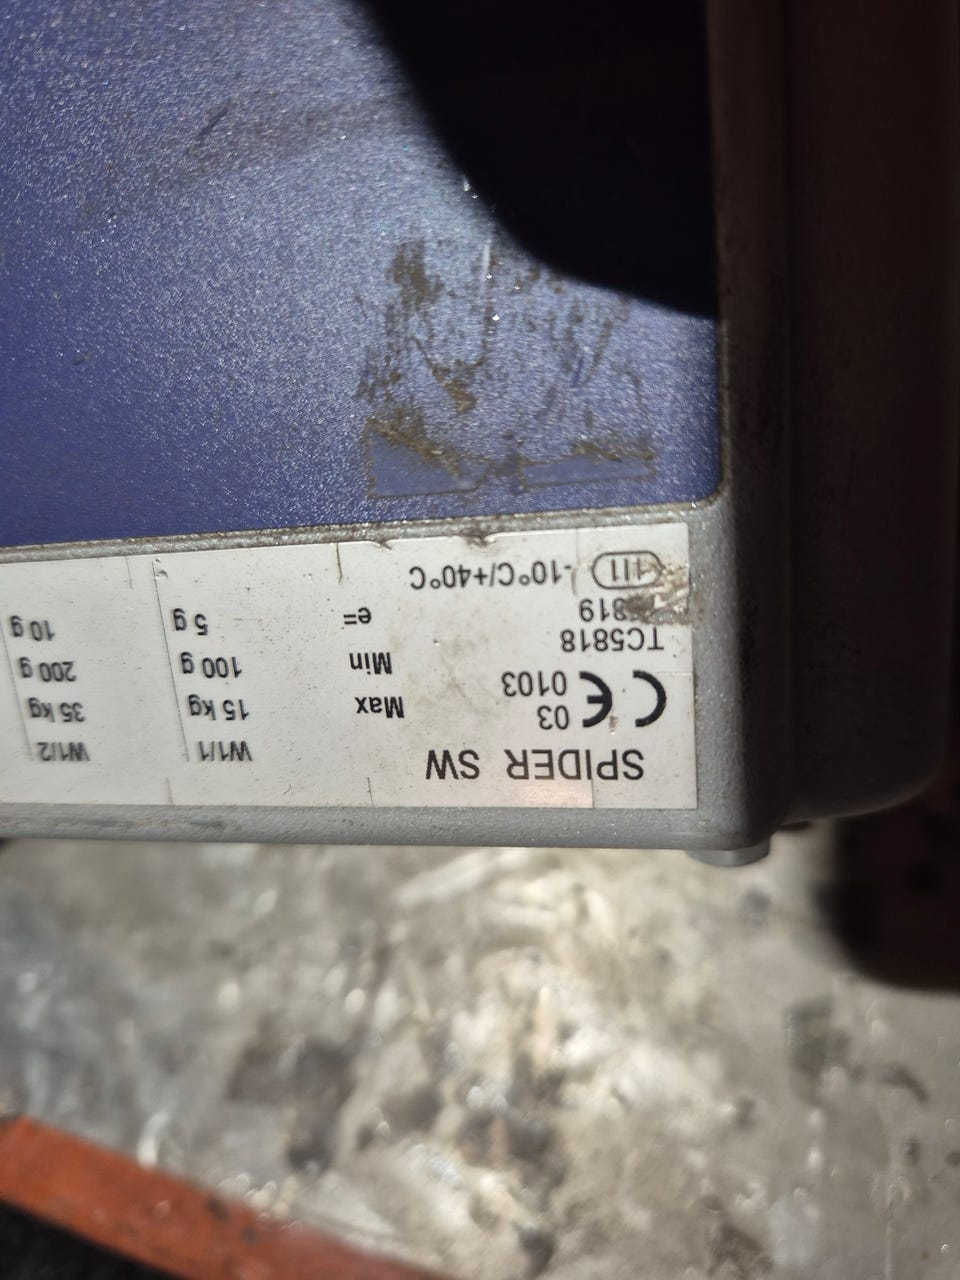 SPIDER SW W1/1 W1/2
CE 03 Max 15 kg 35 kg
0103
TC5818 Min 100 g 200 g
e= 5 g 10 g
III -10°C/+40°C